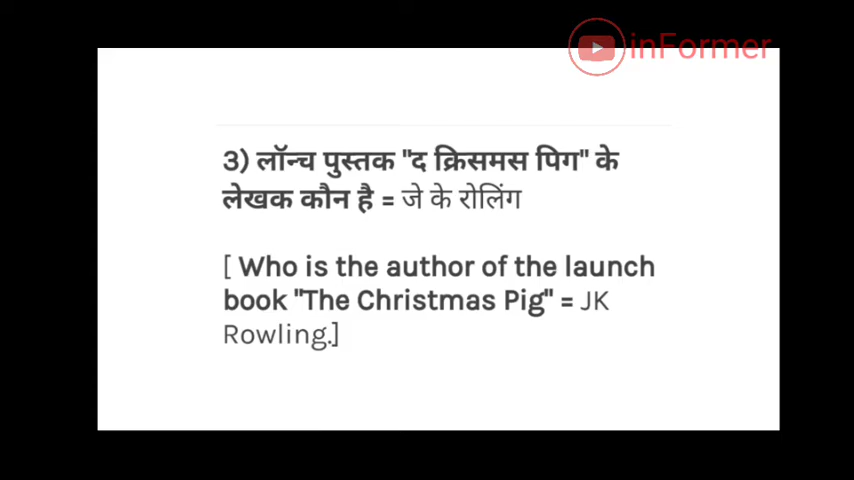 inFormer
3) लॉन्च पुस्तक "द क्रिसमस पिग" के
लेखक कौन है = जे के रोलिंग
[ Who is the author of the launch
book "The Christmas Pig" = JK
Rowling.]